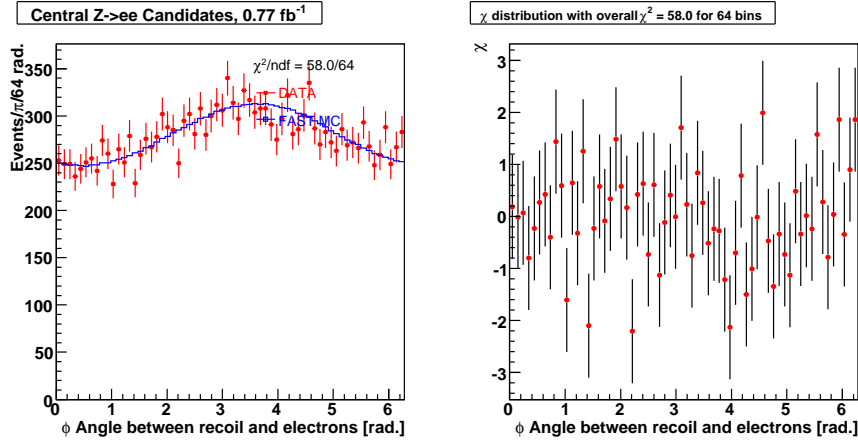 Central Z->ee Candidates, 0.77 fb⁻¹
Events/π/64 rad.
350
300
250
200
150
100
50
0
χ²/ndf = 58.0/64
DATA
FAST MC
0 1 2 3 4 5 6
ϕ Angle between recoil and electrons [rad.]
χ distribution with overall χ² = 58.0 for 64 bins
χ
3
2
1
0
-1
-2
-3
0 1 2 3 4 5 6
ϕ Angle between recoil and electrons [rad.]